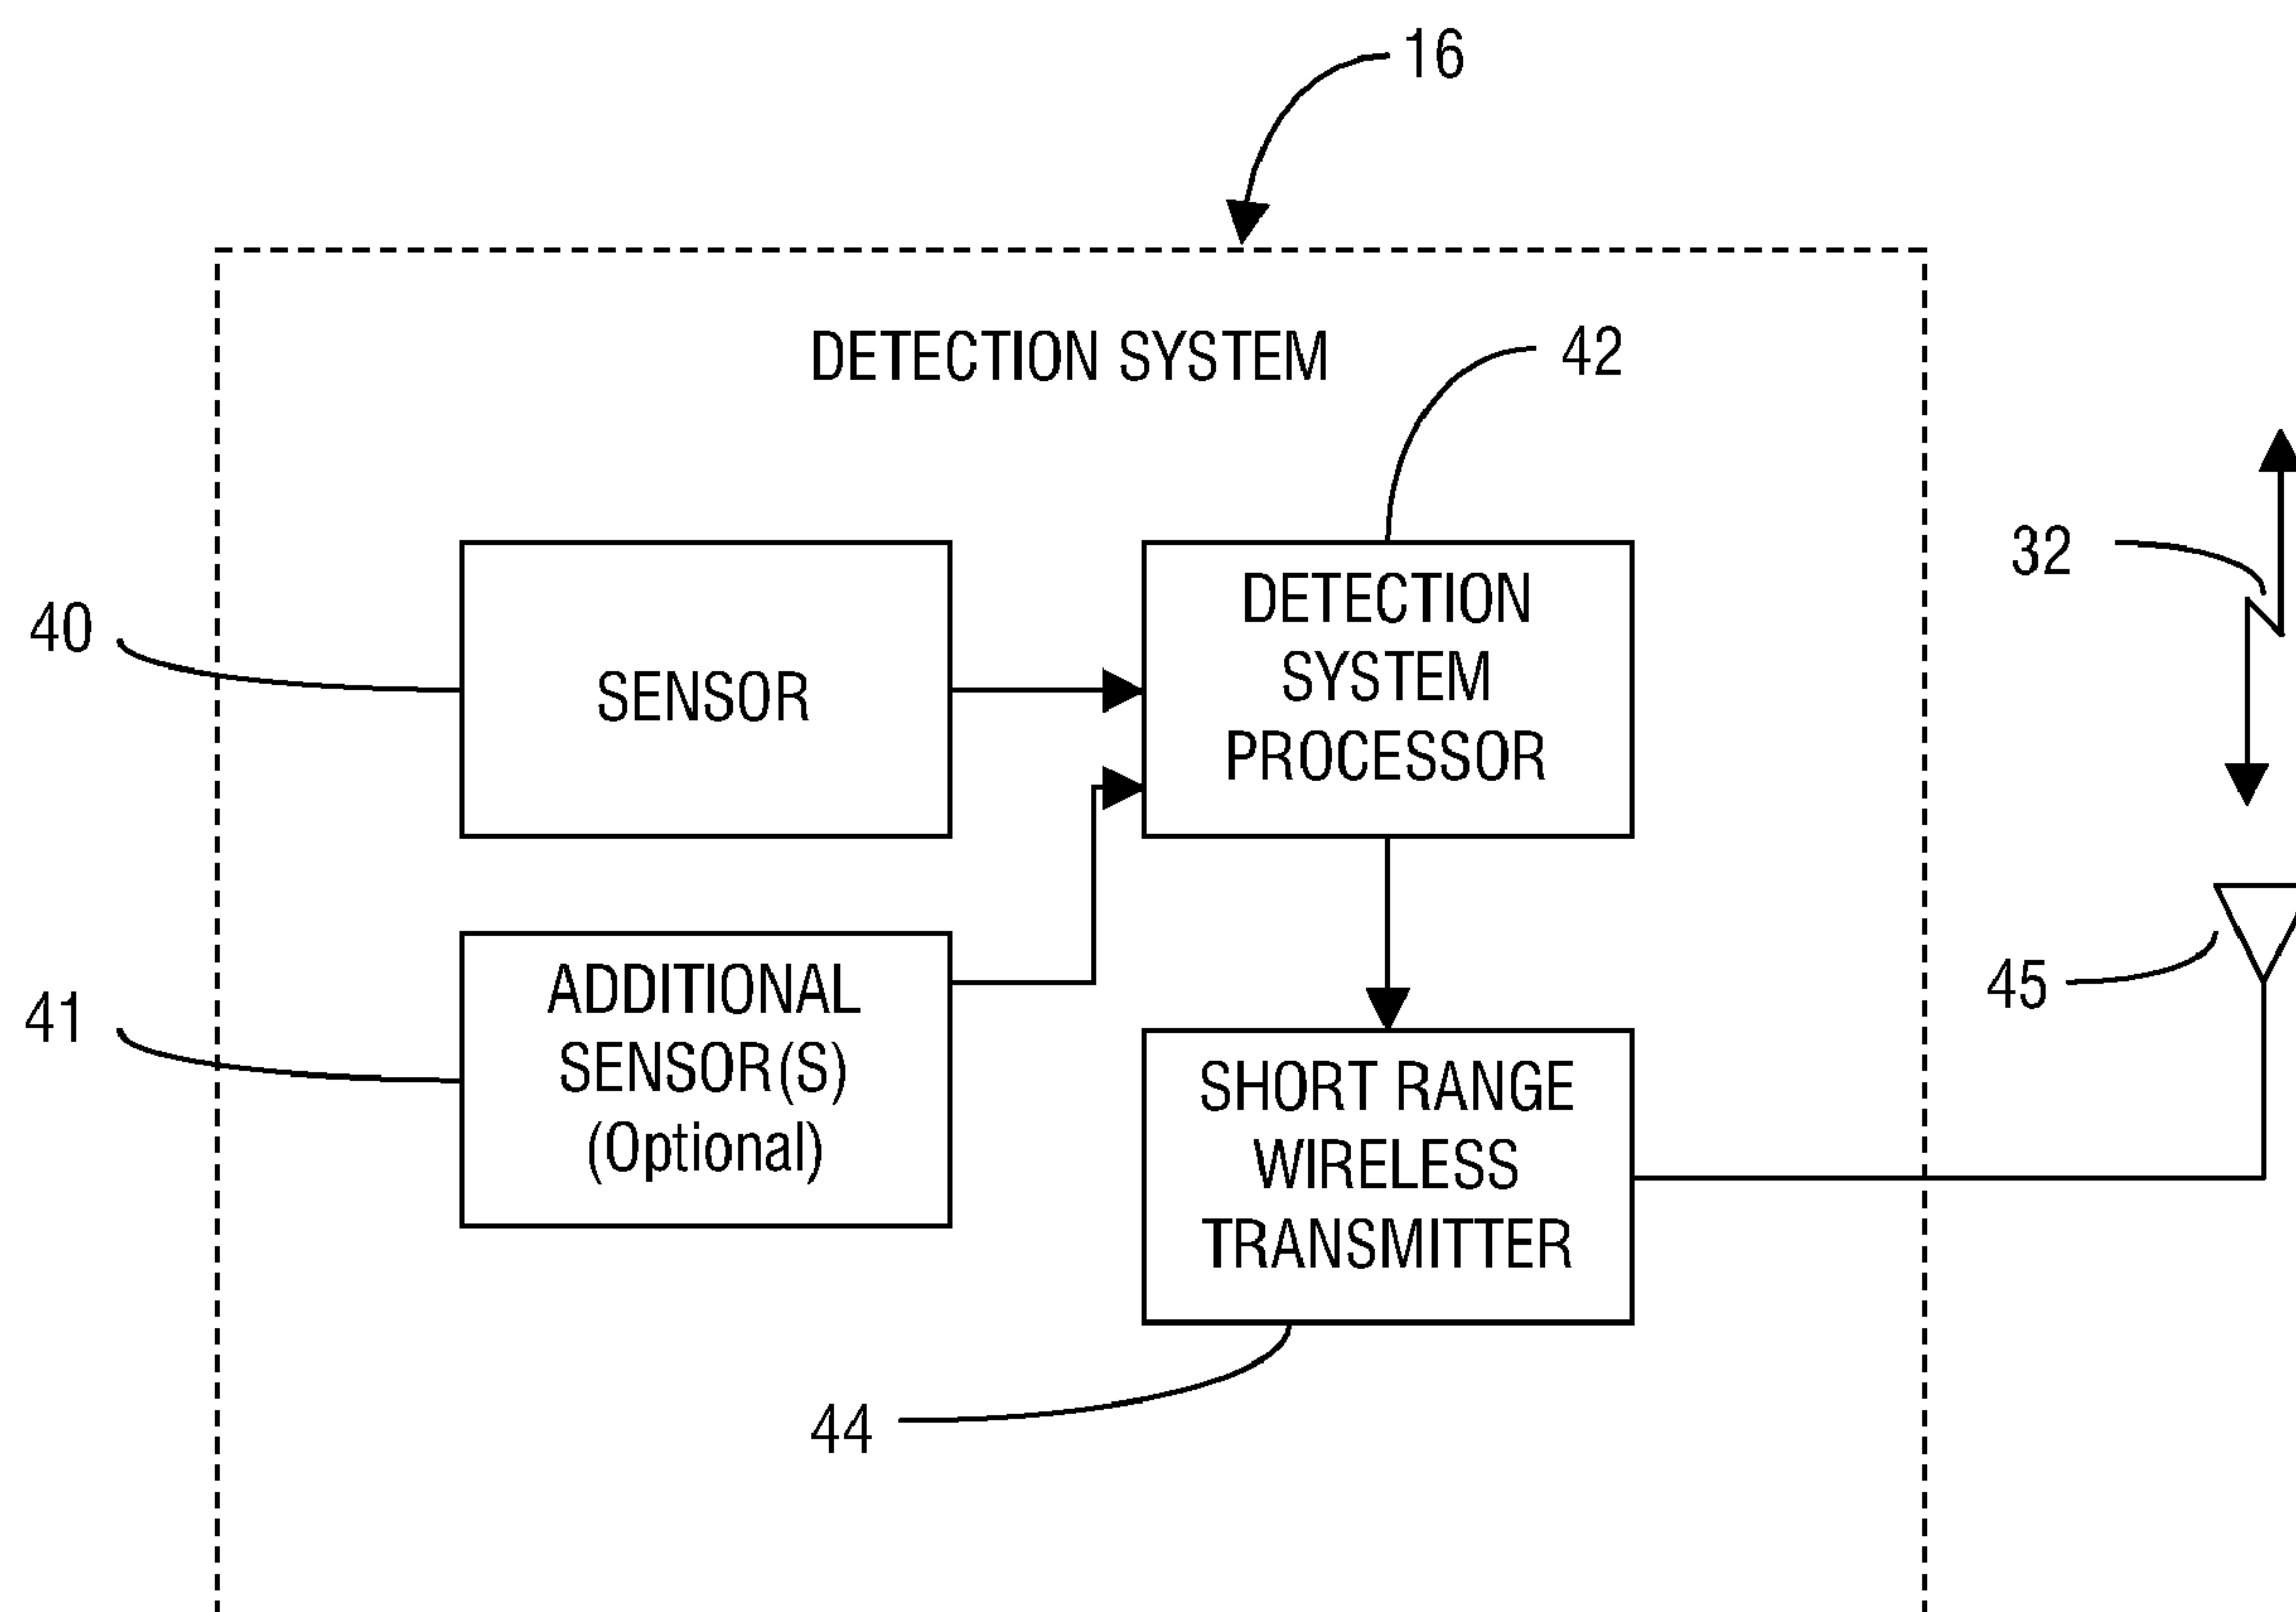 16
DETECTION SYSTEM
42
32
40
SENSOR
DETECTION
SYSTEM
PROCESSOR
41
ADDITIONAL
SENSOR(S)
(Optional)
45
SHORT RANGE
WIRELESS
TRANSMITTER
44